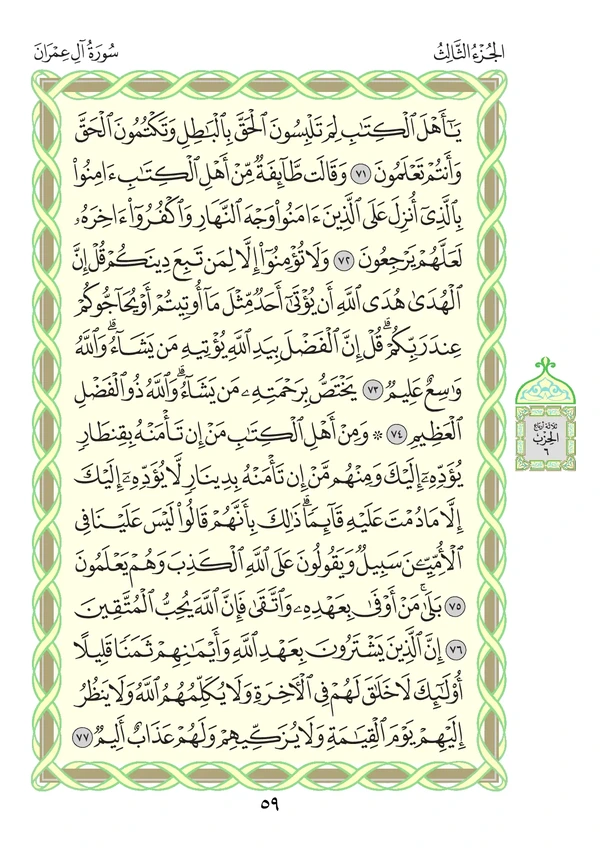 الجُزْءُ الثَّالِثُ
سُورَةُ آلِ عِمْرَانَ
يَٰٓأَهْلَ ٱلْكِتَٰبِ لِمَ تَلْبِسُونَ ٱلْحَقَّ بِٱلْبَٰطِلِ وَتَكْتُمُونَ ٱلْحَقَّ
وَأَنتُمْ تَعْلَمُونَ ٧١ وَقَالَت طَّآئِفَةٌ مِّنْ أَهْلِ ٱلْكِتَٰبِ ءَامِنُوا۟
بِٱلَّذِىٓ أُنزِلَ عَلَى ٱلَّذِينَ ءَامَنُوا۟ وَجْهَ ٱلنَّهَارِ وَٱكْفُرُوٓا۟ ءَاخِرَهُۥ
لَعَلَّهُمْ يَرْجِعُونَ ٧٢ وَلَا تُؤْمِنُوٓا۟ إِلَّا لِمَن تَبِعَ دِينَكُمْ قُلْ إِنَّ
ٱلْهُدَىٰ هُدَى ٱللَّهِ أَن يُؤْتَىٰٓ أَحَدٌ مِّثْلَ مَآ أُوتِيتُمْ أَوْ يُحَآجُّوكُمْ
عِندَ رَبِّكُمْ ۗ قُلْ إِنَّ ٱلْفَضْلَ بِيَدِ ٱللَّهِ يُؤْتِيهِ مَن يَشَآءُ ۗ وَٱللَّهُ
وَٰسِعٌ عَلِيمٌ ٧٣ يَخْتَصُّ بِرَحْمَتِهِۦ مَن يَشَآءُ ۗ وَٱللَّهُ ذُو ٱلْفَضْلِ
ٱلْعَظِيمِ ٧٤ ۞ وَمِنْ أَهْلِ ٱلْكِتَٰبِ مَنْ إِن تَأْمَنْهُ بِقِنطَارٍ
يُؤَدِّهِۦٓ إِلَيْكَ وَمِنْهُم مَّنْ إِن تَأْمَنْهُ بِدِينَارٍ لَّا يُؤَدِّهِۦٓ إِلَيْكَ
إِلَّا مَا دُمْتَ عَلَيْهِ قَآئِمًا ۗ ذَٰلِكَ بِأَنَّهُمْ قَالُوا۟ لَيْسَ عَلَيْنَا فِى
ٱلْأُمِّيِّـۧنَ سَبِيلٌ وَيَقُولُونَ عَلَى ٱللَّهِ ٱلْكَذِبَ وَهُمْ يَعْلَمُونَ
٧٥ بَلَىٰ ۚ مَنْ أَوْفَىٰ بِعَهْدِهِۦ وَٱتَّقَىٰ فَإِنَّ ٱللَّهَ يُحِبُّ ٱلْمُتَّقِينَ
٧٦ إِنَّ ٱلَّذِينَ يَشْتَرُونَ بِعَهْدِ ٱللَّهِ وَأَيْمَٰنِهِمْ ثَمَنًا قَلِيلًا
أُو۟لَٰٓئِكَ لَا خَلَٰقَ لَهُمْ فِى ٱلْءَاخِرَةِ وَلَا يُكَلِّمُهُمُ ٱللَّهُ وَلَا يَنظُرُ
إِلَيْهِمْ يَوْمَ ٱلْقِيَٰمَةِ وَلَا يُزَكِّيهِمْ وَلَهُمْ عَذَابٌ أَلِيمٌ ٧٧
ثلاثة أرباع
الحزب
٦
٥٩